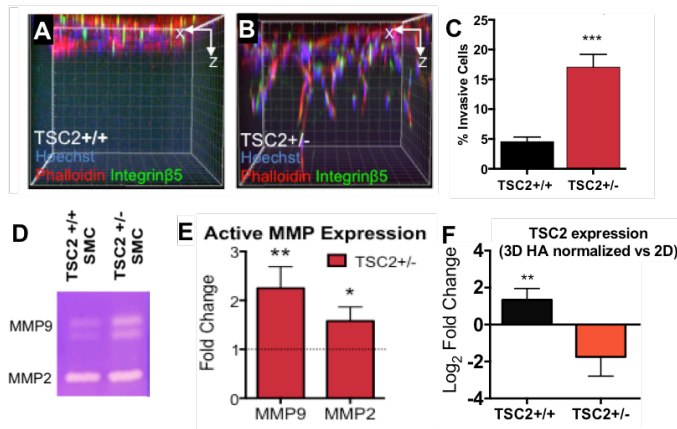 A
X
Z
TSC2+/+
Hoechst
Phalloidin Integrinβ5
B
X
Z
TSC2+/-
Hoechst
Phalloidin Integrinβ5
C
% Invasive Cells
20
15
10
5
0
***
TSC2+/+
TSC2+/-
D
TSC2 +/+
SMC
TSC2 +/-
SMC
MMP9
MMP2
E
Active MMP Expression
Fold Change
3
2
1
0
**
*
TSC2+/-
MMP9
MMP2
F
TSC2 expression
(3D HA normalized vs 2D)
Log2 Fold Change
4
2
0
-2
-4
**
TSC2+/+
TSC2+/-